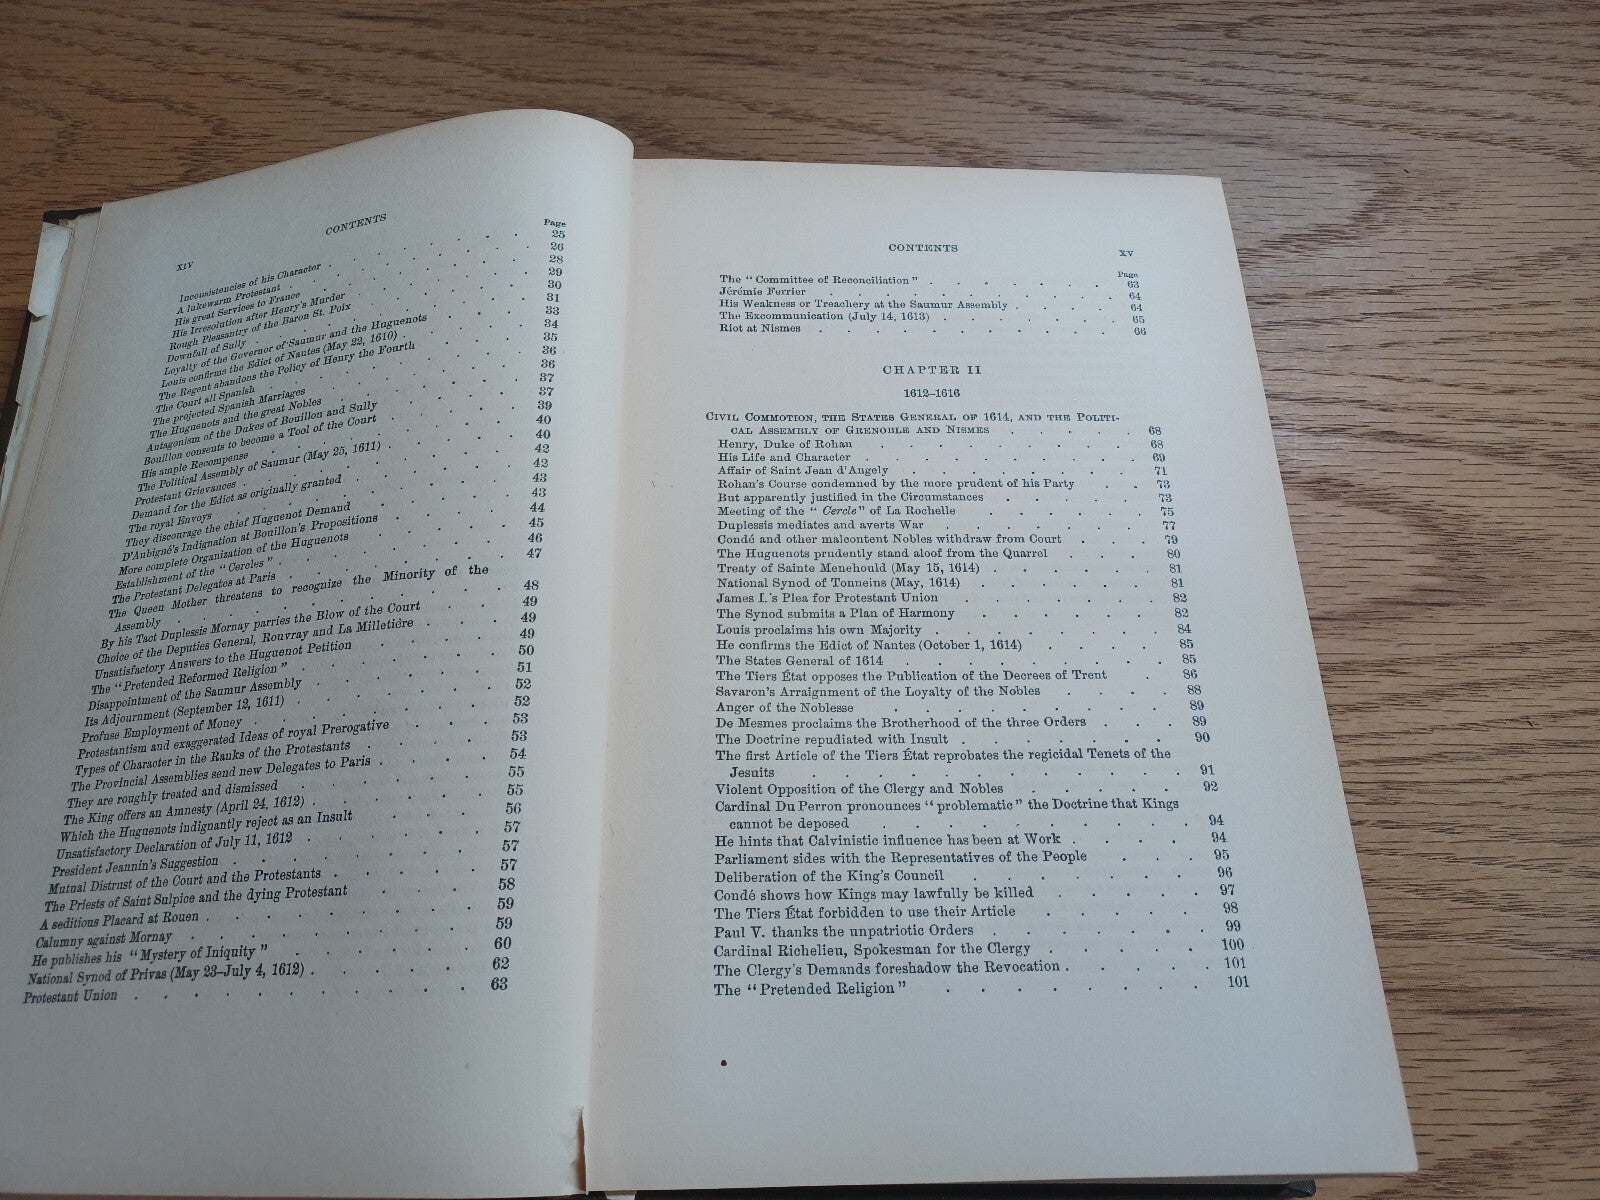 XIV CONTENTS
Page
Inconsistencies of his Character . . . . . 25
A lukewarm Protestant . . . . . 26
His great Services to France . . . . . 28
His Irresolution after Henry's Murder . . . . . 29
Rough Pleasantry of the Baron St. Poix . . . . . 30
Downfall of Sully . . . . . 31
Loyalty of the Governor of Saumur and the Huguenots . . . 33
Louis confirms the Edict of Nantes (May 22, 1610) . . . . 34
The Regent abandons the Policy of Henry the Fourth . . . 35
The Court all Spanish . . . . . 36
The projected Spanish Marriages . . . . . 36
The Huguenots and the great Nobles . . . . . 37
Antagonism of the Dukes of Bouillon and Sully . . . . 37
Bouillon consents to become a Tool of the Court . . . . 39
His ample Recompense . . . . . 40
The Political Assembly of Saumur (May 25, 1611) . . . . 40
Protestant Grievances . . . . . 42
Demand for the Edict as originally granted . . . . . 42
The royal Envoys . . . . . 43
They discourage the chief Huguenot Demand . . . . . 43
D'Aubigné's Indignation at Bouillon's Propositions . . . . 44
More complete Organization of the Huguenots . . . . . 45
Establishment of the "Cercles" . . . . . 46
The Protestant Delegates at Paris . . . . . 47
The Queen Mother threatens to recognize the Minority of the
Assembly . . . . . 48
By his Tact Duplessis Mornay parries the Blow of the Court . . 49
Choice of the Deputies General, Rouvray and La Milletière . . . 49
Unsatisfactory Answers to the Huguenot Petition . . . . 49
The "Pretended Reformed Religion" . . . . . 50
Disappointment of the Saumur Assembly . . . . . 51
Its Adjournment (September 12, 1611) . . . . . 52
Profuse Employment of Money . . . . . 52
Protestantism and exaggerated Ideas of royal Prerogative . . . 53
Types of Character in the Ranks of the Protestants . . . . 53
The Provincial Assemblies send new Delegates to Paris . . . . 54
They are roughly treated and dismissed . . . . . 55
The King offers an Amnesty (April 24, 1612) . . . . . 55
Which the Huguenots indignantly reject as an Insult . . . . 56
Unsatisfactory Declaration of July 11, 1612 . . . . . 57
President Jeannin's Suggestion . . . . . 57
Mutual Distrust of the Court and the Protestants . . . . . 57
The Priests of Saint Sulpice and the dying Protestant . . . . 58
A seditious Placard at Rouen . . . . . 59
Calumny against Mornay . . . . . 59
He publishes his "Mystery of Iniquity" . . . . . 60
National Synod of Privas (May 23–July 4, 1612) . . . . . 62
Protestant Union . . . . . 63
CONTENTS XV
Page
The "Committee of Reconciliation" . . . . . 63
Jérémie Ferrier . . . . . 64
His Weakness or Treachery at the Saumur Assembly . . . . 64
The Excommunication (July 14, 1613) . . . . . 65
Riot at Nismes . . . . . 66
CHAPTER II
1612–1616
CIVIL COMMOTION, THE STATES GENERAL OF 1614, AND THE POLITI-
CAL ASSEMBLY OF GRENOBLE AND NISMES . . . . . 68
Henry, Duke of Rohan . . . . . 68
His Life and Character . . . . . 69
Affair of Saint Jean d'Angely . . . . . 71
Rohan's Course condemned by the more prudent of his Party . . 73
But apparently justified in the Circumstances . . . . . 73
Meeting of the "Cercle" of La Rochelle . . . . . 75
Duplessis mediates and averts War . . . . . 77
Condé and other malcontent Nobles withdraw from Court . . . 79
The Huguenots prudently stand aloof from the Quarrel . . . . 80
Treaty of Sainte Menehould (May 15, 1614) . . . . . 81
National Synod of Tonneins (May, 1614) . . . . . 81
James I.'s Plea for Protestant Union . . . . . 82
The Synod submits a Plan of Harmony . . . . . 82
Louis proclaims his own Majority . . . . . 84
He confirms the Edict of Nantes (October 1, 1614) . . . . 85
The States General of 1614 . . . . . 85
The Tiers État opposes the Publication of the Decrees of Trent . 86
Savaron's Arraignment of the Loyalty of the Nobles . . . . 88
Anger of the Noblesse . . . . . 89
De Mesmes proclaims the Brotherhood of the three Orders . . . 89
The Doctrine repudiated with Insult . . . . . 90
The first Article of the Tiers État reprobates the regicidal Tenets of the
Jesuits . . . . . 91
Violent Opposition of the Clergy and Nobles . . . . . 92
Cardinal Du Perron pronounces "problematic" the Doctrine that Kings
cannot be deposed . . . . . 94
He hints that Calvinistic influence has been at Work . . . . 94
Parliament sides with the Representatives of the People . . . 95
Deliberation of the King's Council . . . . . 96
Condé shows how Kings may lawfully be killed . . . . . 97
The Tiers État forbidden to use their Article . . . . . 98
Paul V. thanks the unpatriotic Orders . . . . . 99
Cardinal Richelieu, Spokesman for the Clergy . . . . . 100
The Clergy's Demands foreshadow the Revocation . . . . . 101
The "Pretended Religion" . . . . . 101